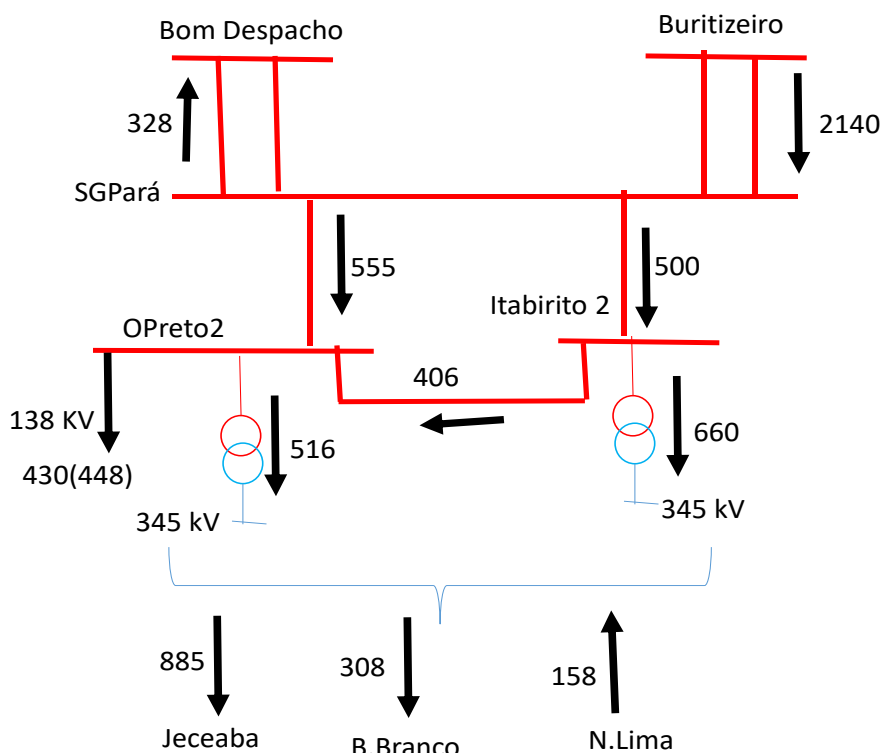 Bom Despacho
Buritizeiro
328
2140
SGPará
555
500
Itabirito 2
OPreto2
406
138 KV
516
660
430(448)
345 kV
345 kV
885
308
158
Jeceaba
B.Branco
N.Lima